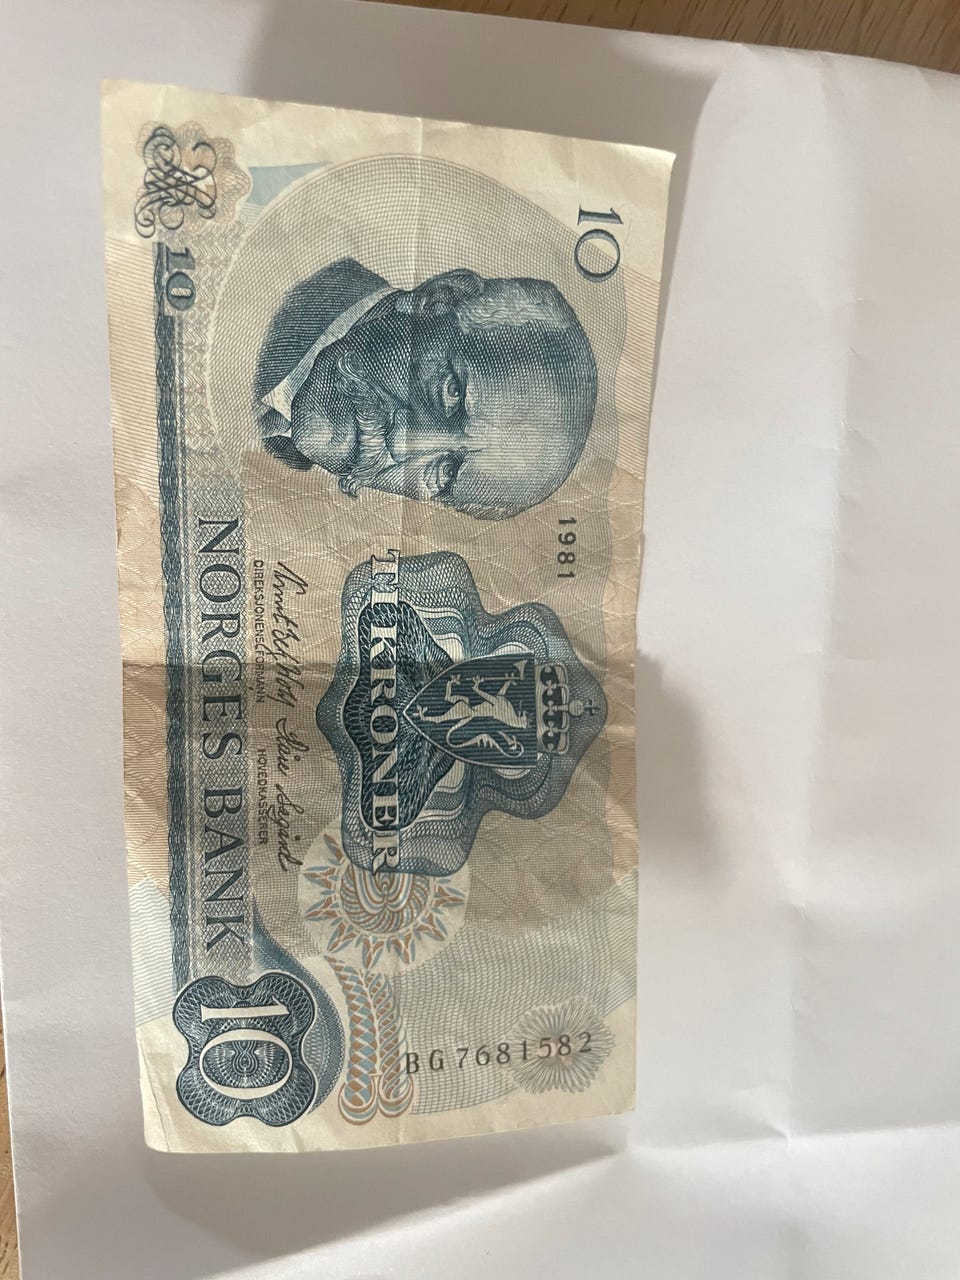 10
1981
TI KRONER
DIREKSJONENS FORMANN
HOVEDKASSERER
NORGES BANK
10
10
BG 7681582